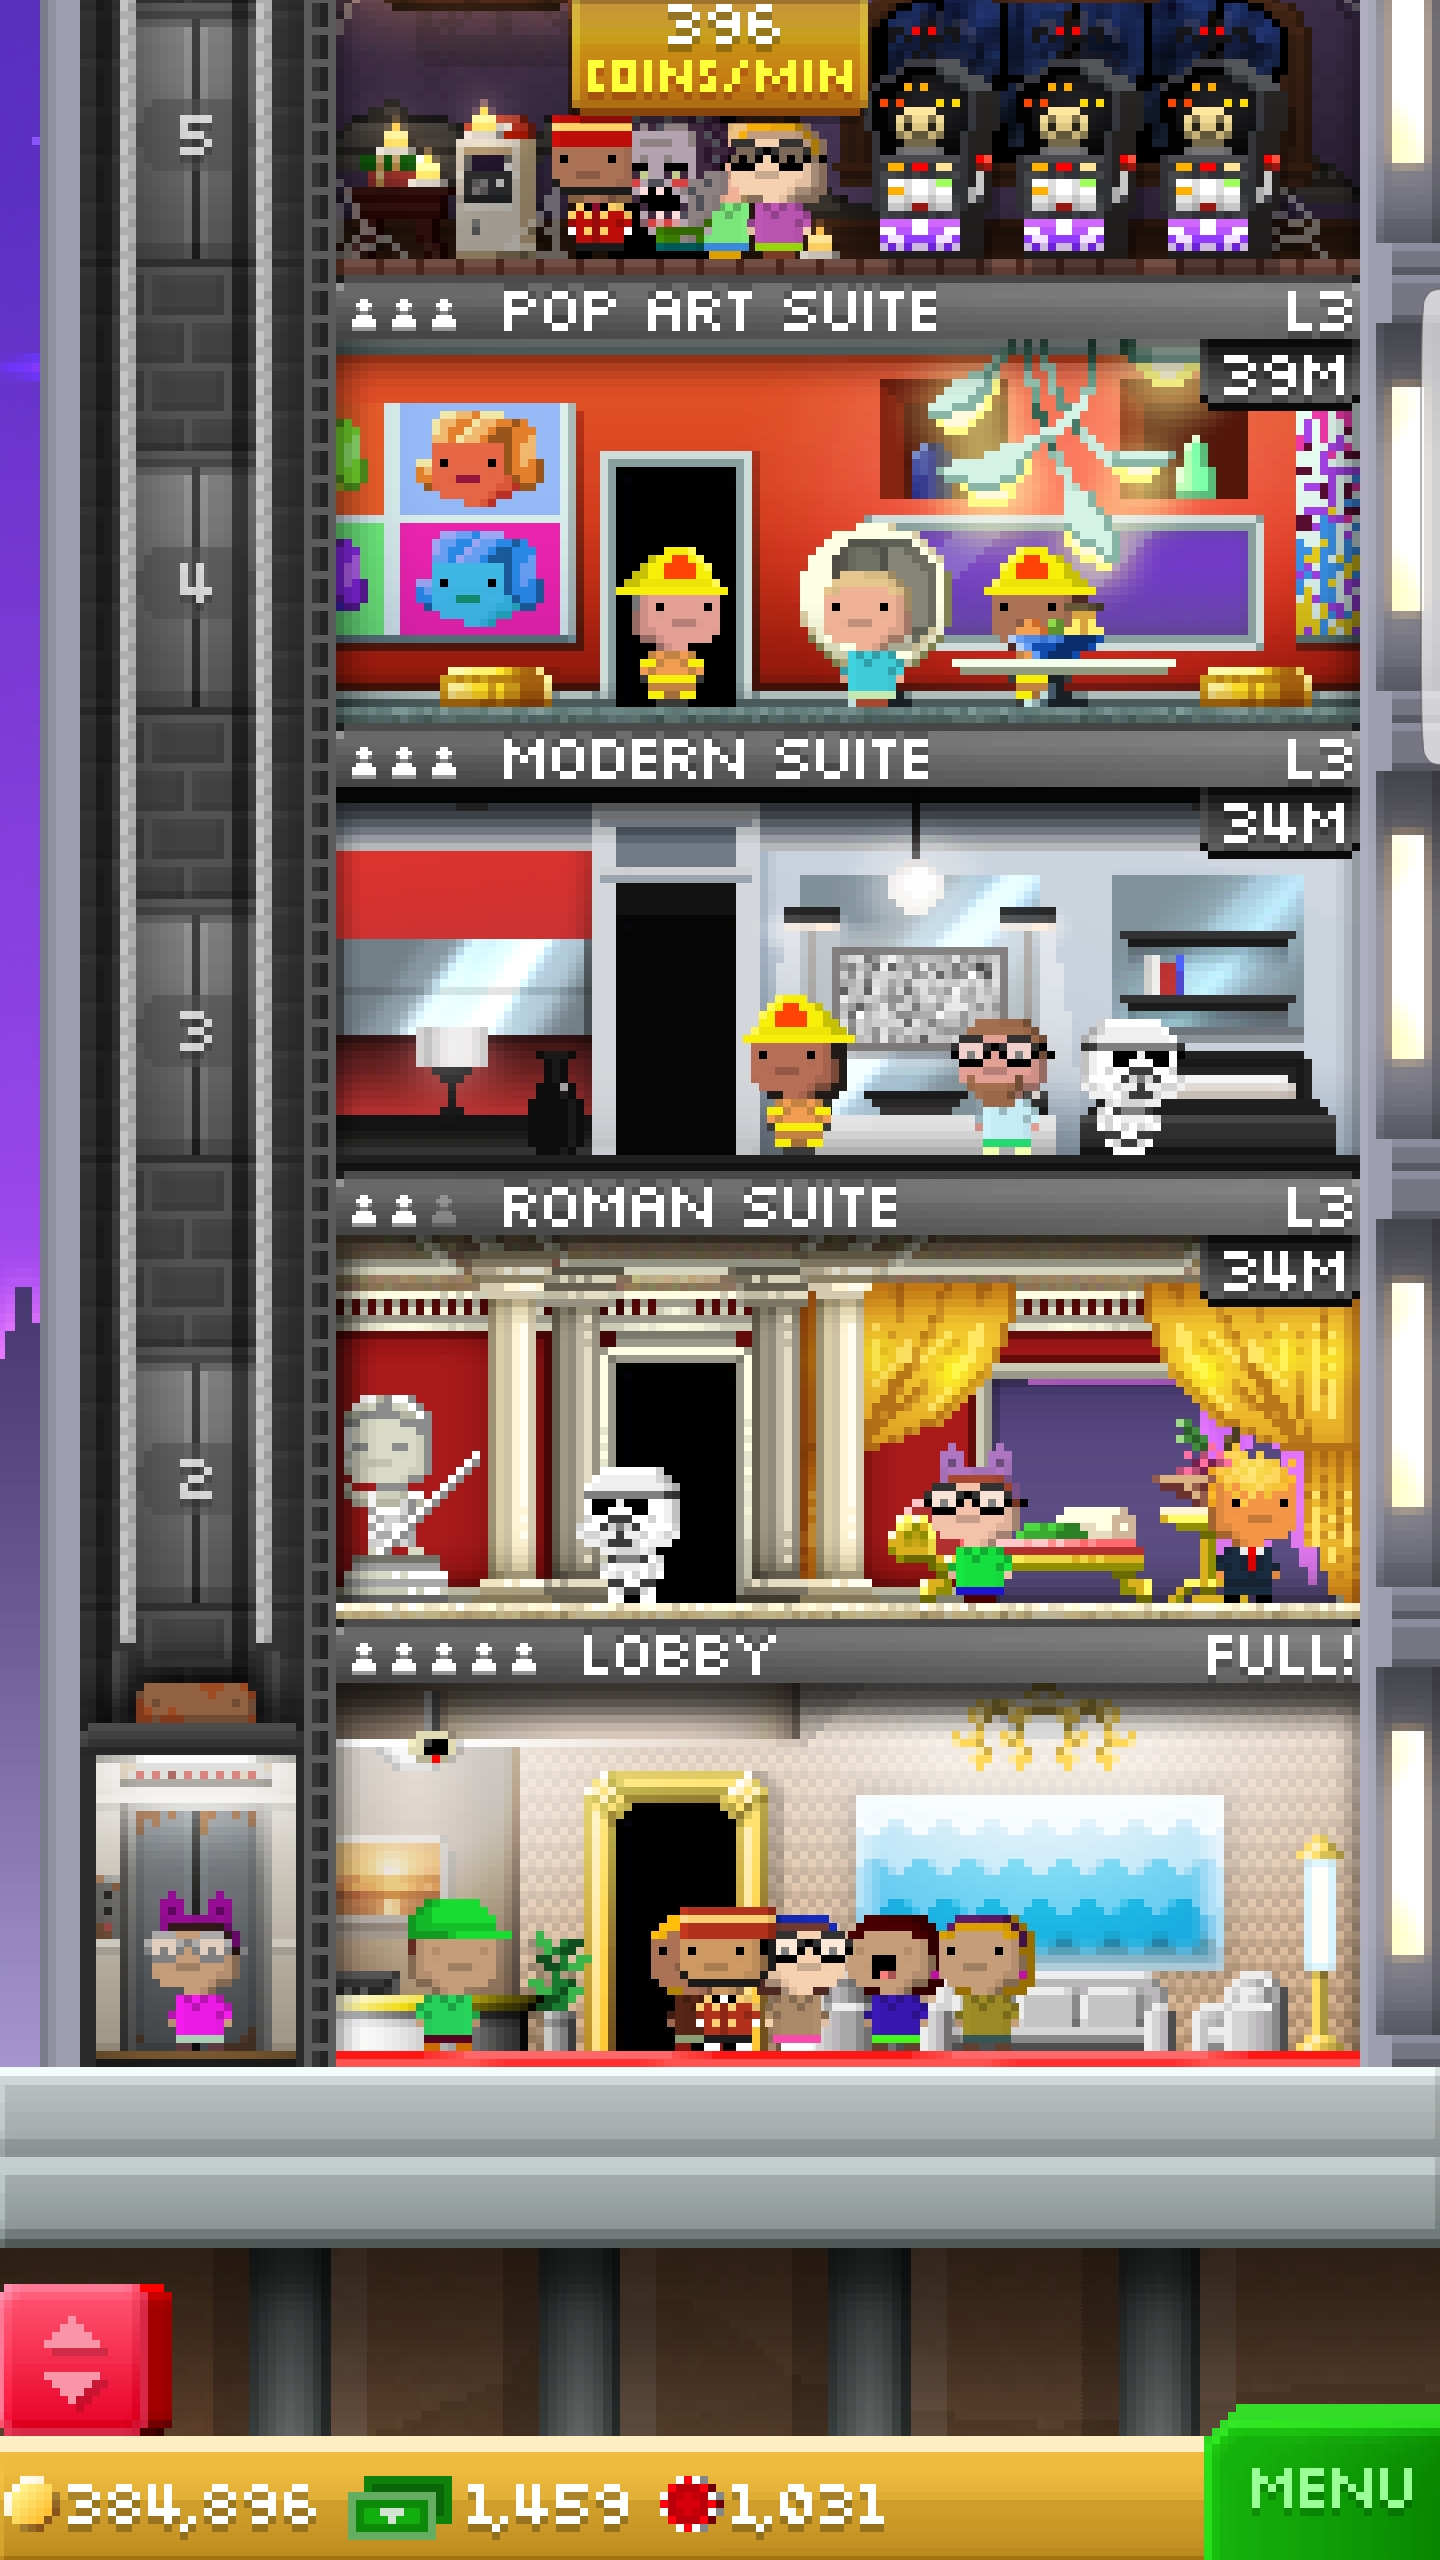 396
COINS/MIN
5
POP ART SUITE L3
39M
4
MODERN SUITE L3
34M
3
ROMAN SUITE L3
34M
2
LOBBY FULL!
384,896 1,459 1,031
MENU